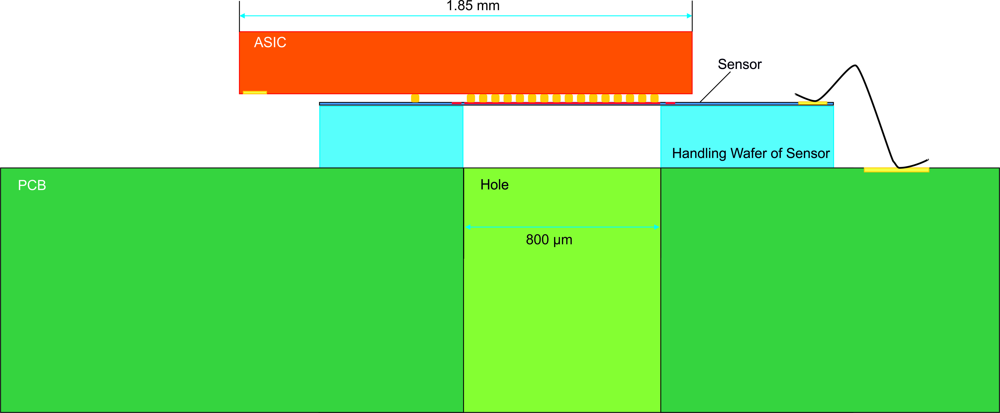 1.85 mm
ASIC
Sensor
Handling Wafer of Sensor
PCB
Hole
800 µm